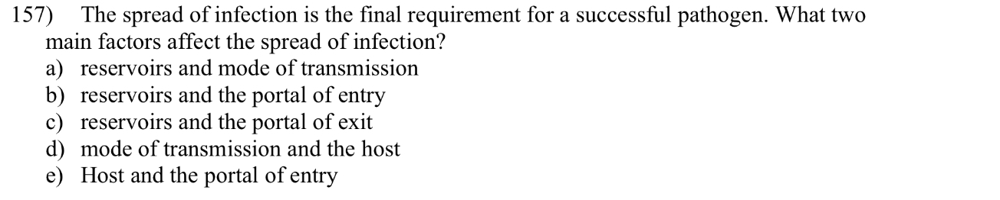 157) The spread of infection is the final requirement for a successful pathogen. What two
main factors affect the spread of infection?
a) reservoirs and mode of transmission
b) reservoirs and the portal of entry
c) reservoirs and the portal of exit
d) mode of transmission and the host
e) Host and the portal of entry